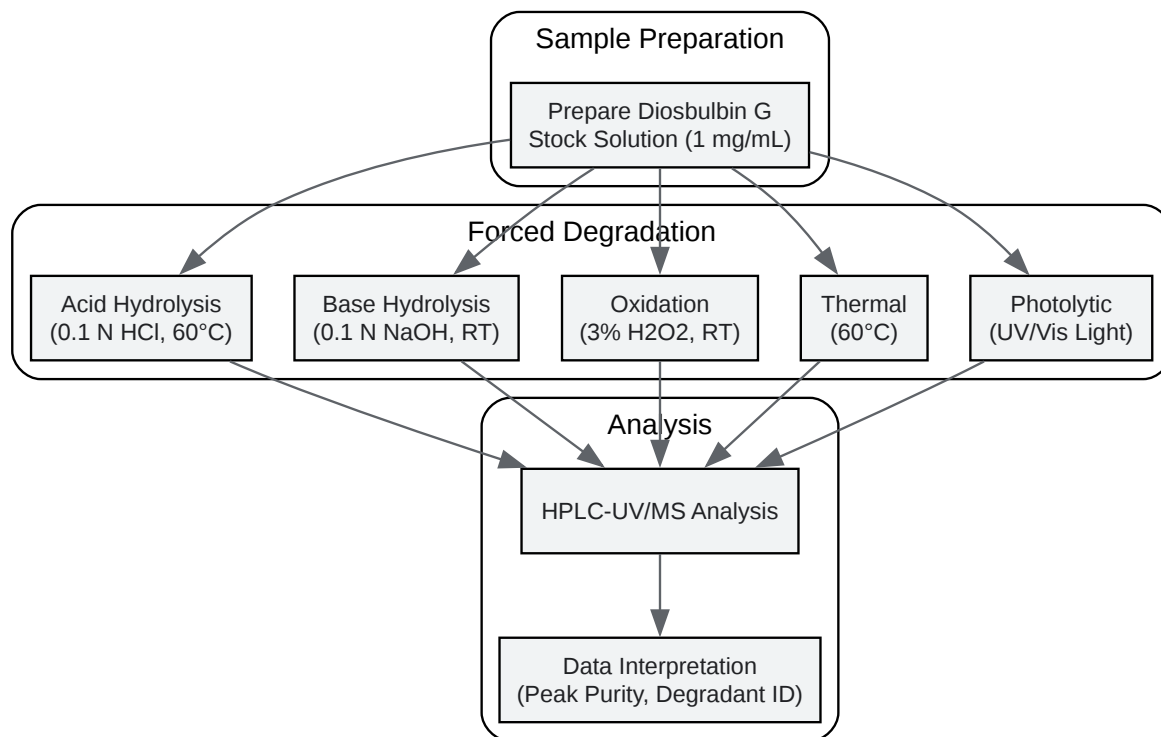 Sample Preparation
Prepare Diosbulbin G
Stock Solution (1 mg/mL)
Forced Degradation
Acid Hydrolysis
(0.1 N HCl, 60°C)
Base Hydrolysis
(0.1 N NaOH, RT)
Oxidation
(3% H2O2, RT)
Thermal
(60°C)
Photolytic
(UV/Vis Light)
Analysis
HPLC-UV/MS Analysis
Data Interpretation
(Peak Purity, Degradant ID)